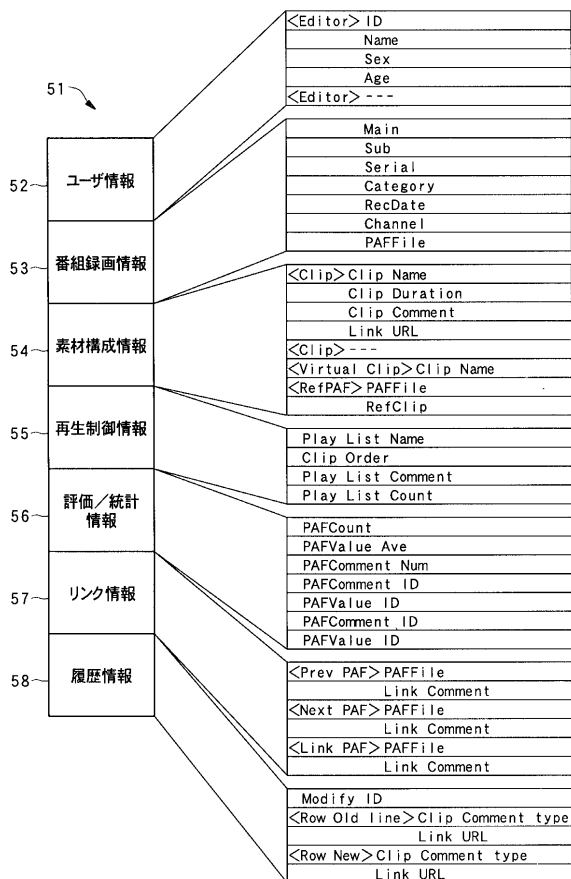 51
52
ユーザ情報
53
番組録画情報
54
素材構成情報
55
再生制御情報
56
評価／統計
情報
57
リンク情報
58
履歴情報
<Editor> ID
Name
Sex
Age
<Editor> ---
Main
Sub
Serial
Category
RecDate
Channel
PAFFile
<Clip> Clip Name
Clip Duration
Clip Comment
Link URL
<Clip> ---
<Virtual Clip> Clip Name
<RefPAF> PAFFile
RefClip
Play List Name
Clip Order
Play List Comment
Play List Count
PAFCount
PAFValue Ave
PAFComment Num
PAFComment ID
PAFValue ID
PAFComment ID
PAFValue ID
<Prev PAF> PAFFile
Link Comment
<Next PAF> PAFFile
Link Comment
<Link PAF> PAFFile
Link Comment
Modify ID
<Row Old line> Clip Comment type
Link URL
<Row New> Clip Comment type
Link URL